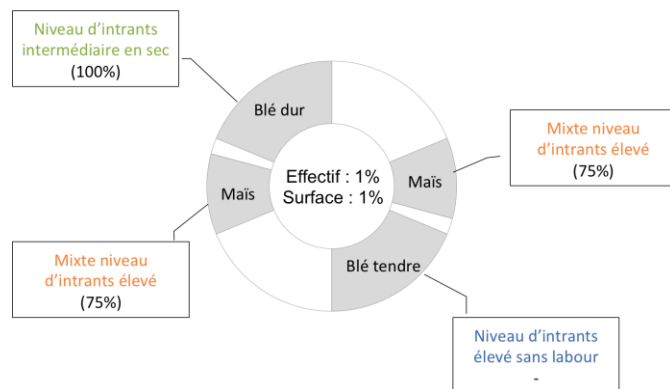 Niveau d'intrants
intermédiaire en sec
(100%)
Blé dur
Mixte niveau
d'intrants élevé
(75%)
Effectif : 1%
Surface : 1%
Maïs
Maïs
Mixte niveau
d'intrants élevé
(75%)
Blé tendre
Niveau d'intrants
élevé sans labour
-